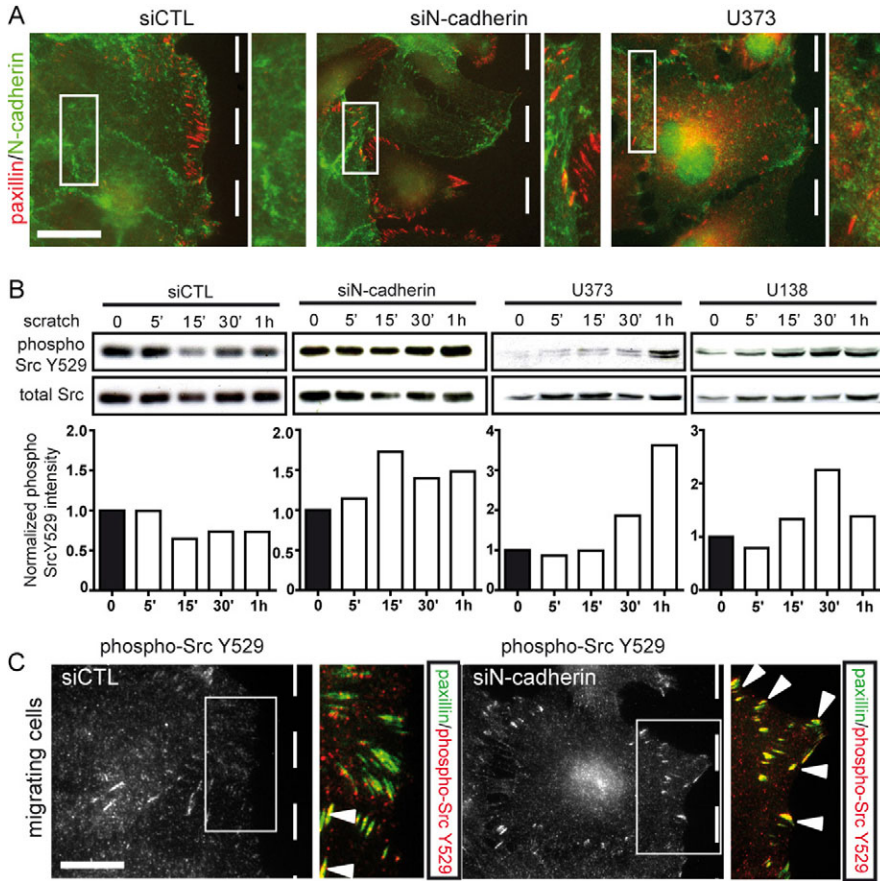 A
siCTL siN-cadherin U373
paxillin/N-cadherin
B
siCTL siN-cadherin U373 U138
scratch 0 5' 15' 30' 1h 0 5' 15' 30' 1h 0 5' 15' 30' 1h 0 5' 15' 30' 1h
phospho
Src Y529
total Src
Normalized phospho
SrcY529 intensity
2.0 2.0 4 3
1.5 1.5 3
2
1.0 1.0 2
1
0.5 0.5 1
0 0 0 0
0 5' 15' 30' 1h 0 5' 15' 30' 1h 0 5' 15' 30' 1h 0 5' 15' 30' 1h
C
phospho-Src Y529 phospho-Src Y529
migrating cells
siCTL
paxillin/phospho-Src Y529
siN-cadherin
paxillin/phospho-Src Y529